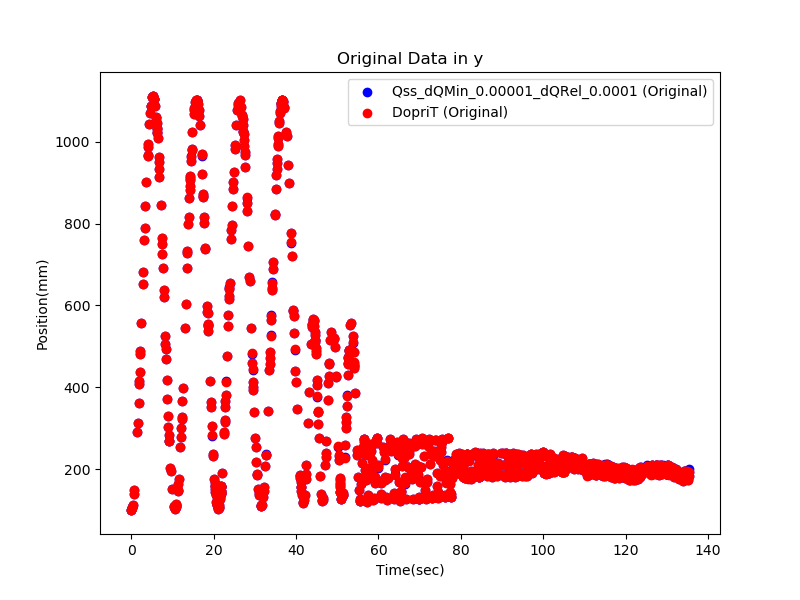 Original Data in y
Qss_dQMin_0.00001_dQRel_0.0001 (Original)
DopriT (Original)
1000
800
600
400
200
Position(mm)
0
20
40
60
80
100
120
140
Time(sec)